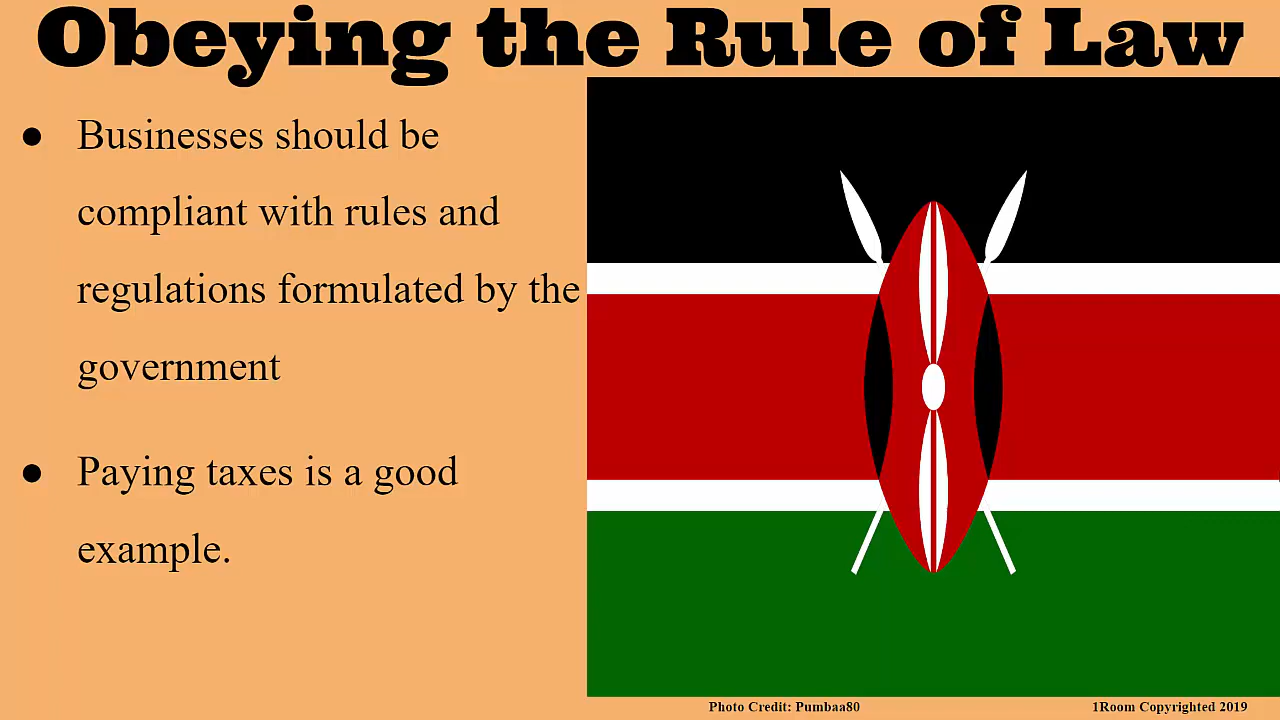 Obeying the Rule of Law
● Businesses should be
compliant with rules and
regulations formulated by the
government
● Paying taxes is a good
example.
Photo Credit: Pumbaa80
1Room Copyrighted 2019